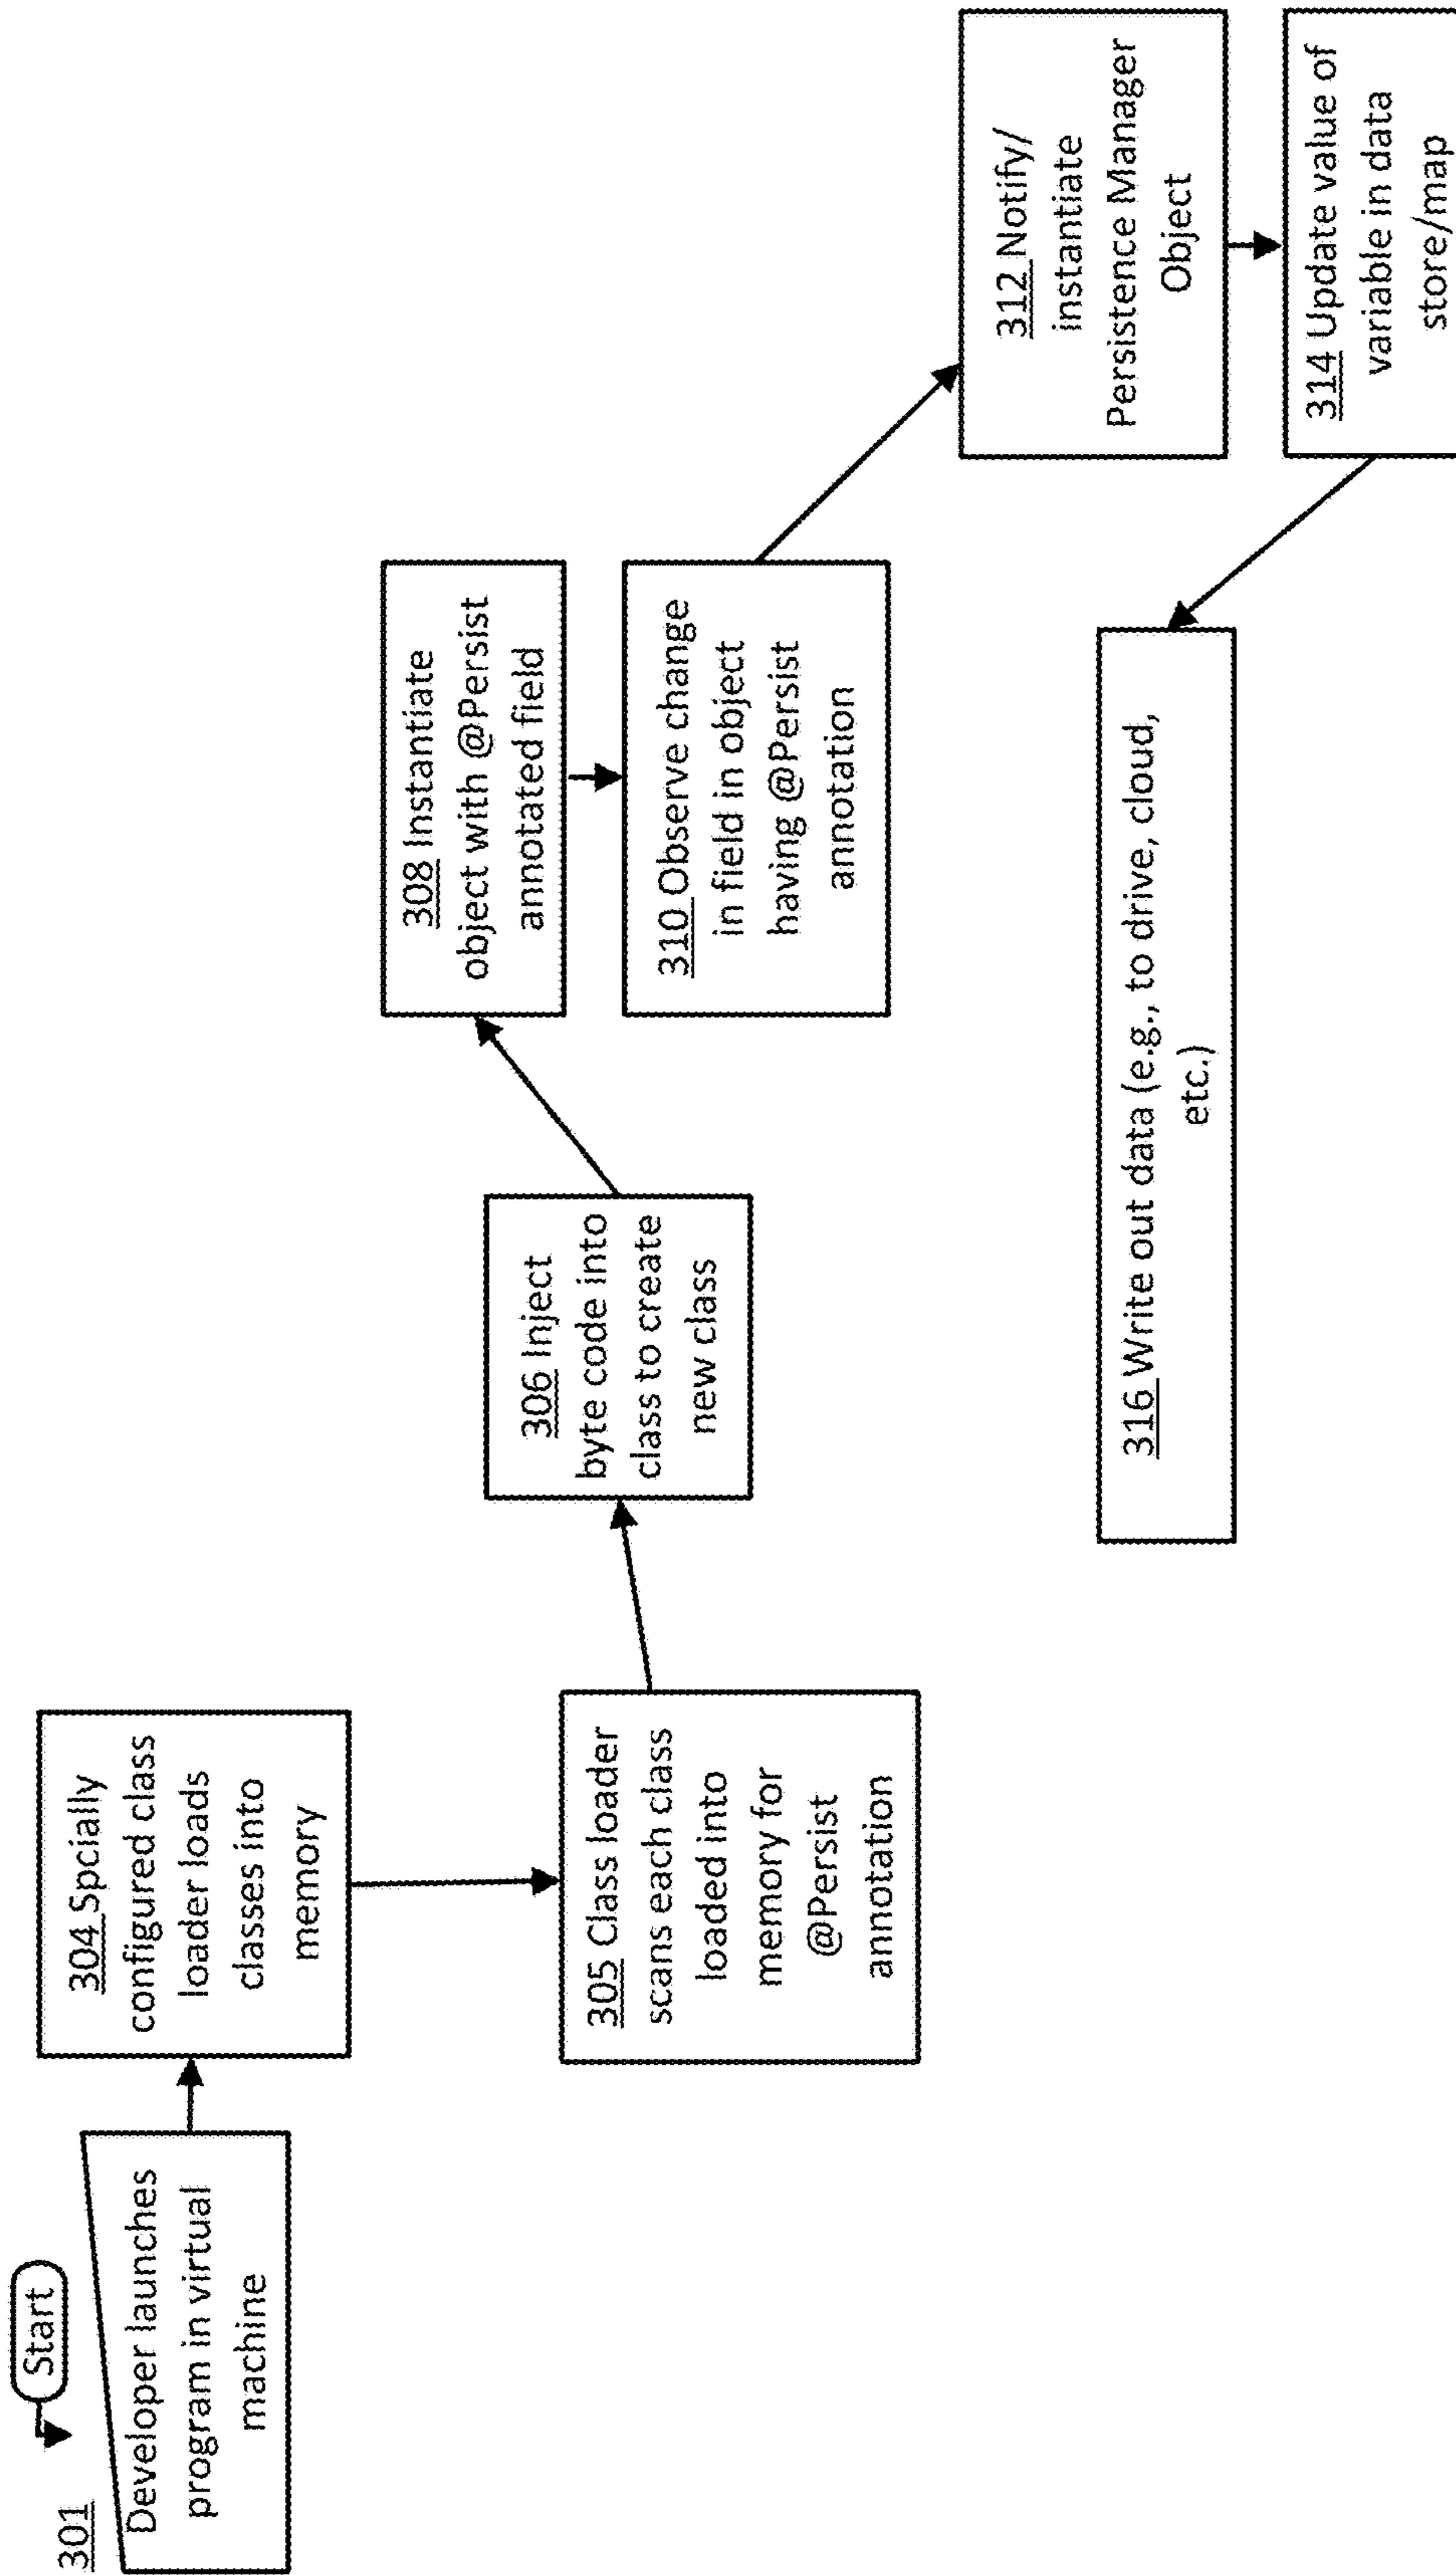 Start
301
Developer launches
program in virtual
machine
304 Spcially
configured class
loader loads
classes into
memory
305 Class loader
scans each class
loaded into
memory for
@Persist
annotation
306 Inject
byte code into
class to create
new class
308 Instantiate
object with @Persist
annotated field
310 Observe change
in field in object
having @Persist
annotation
312 Notify/
instantiate
Persistence Manager
Object
314 Update value of
variable in data
store/map
316 Write out data (e.g., to drive, cloud,
etc.)